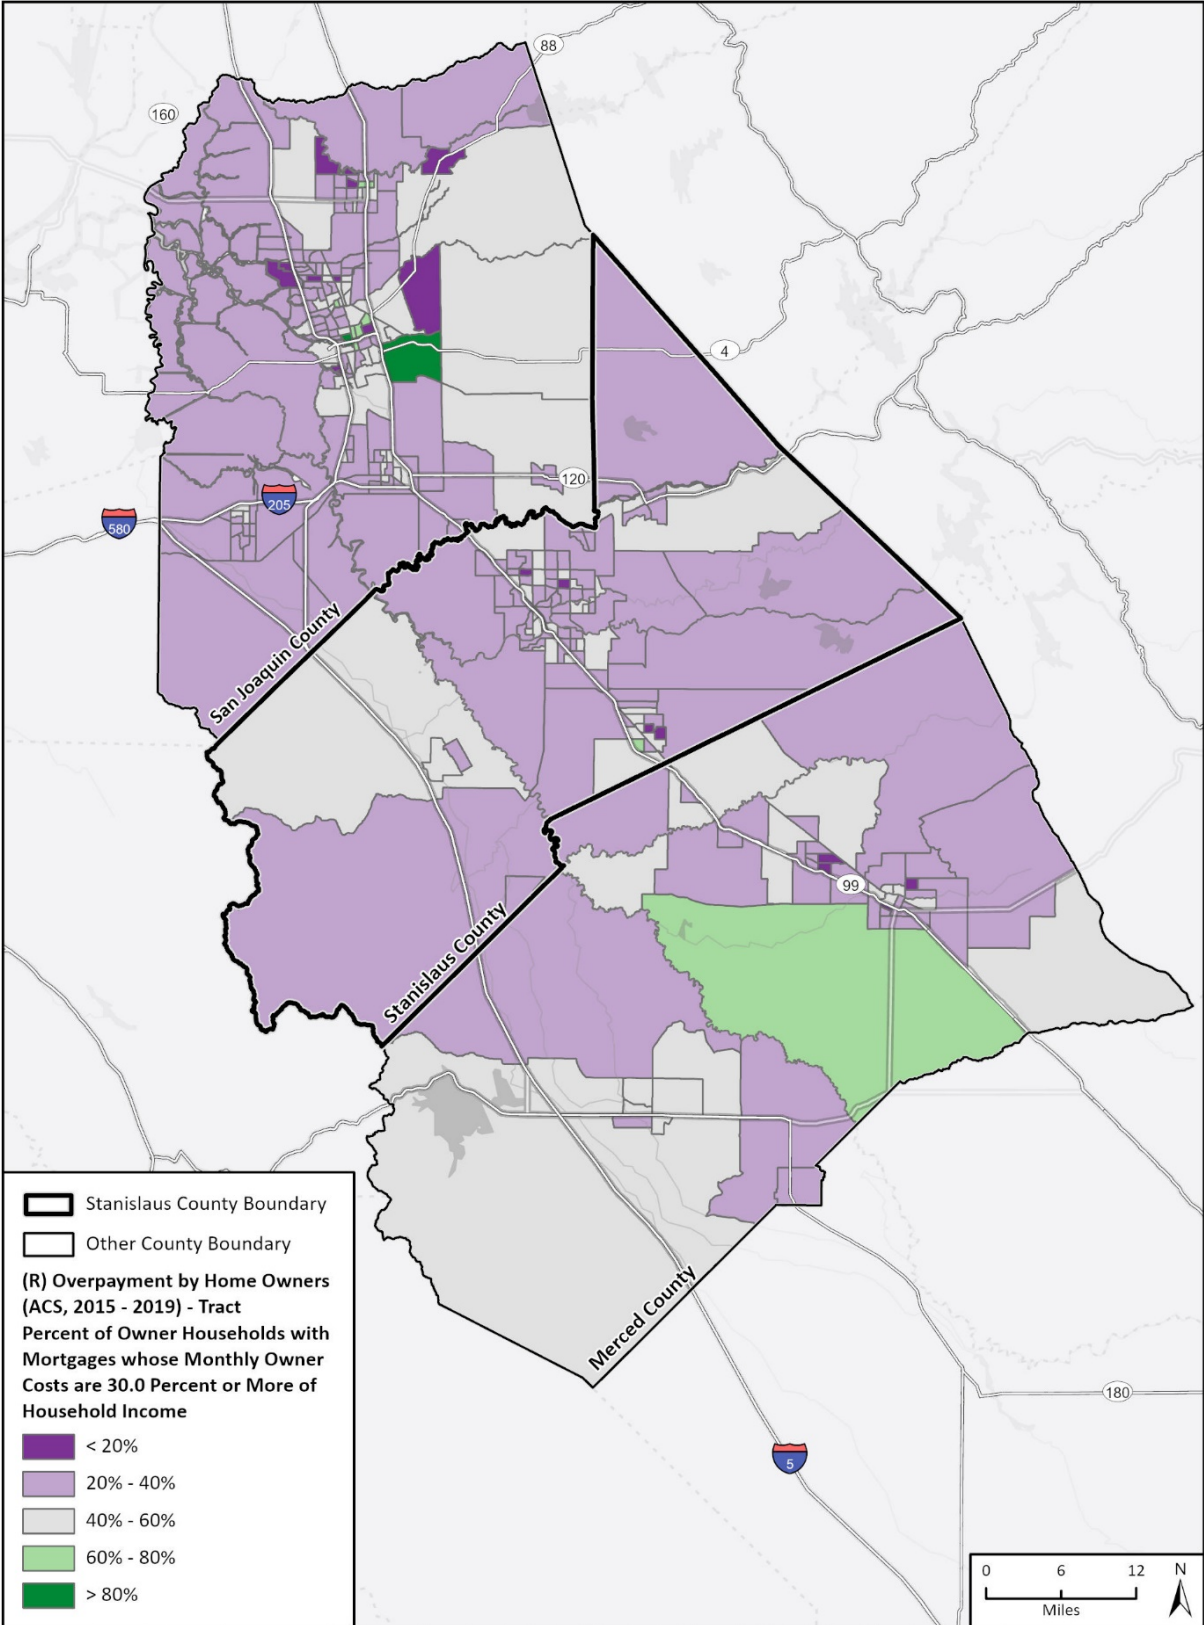 88
160
4
120
205
580
San Joaquin County
99
Stanislaus County
Merced County
180
5
Stanislaus County Boundary
Other County Boundary
(R) Overpayment by Home Owners
(ACS, 2015 - 2019) - Tract
Percent of Owner Households with
Mortgages whose Monthly Owner
Costs are 30.0 Percent or More of
Household Income
< 20%
20% - 40%
40% - 60%
60% - 80%
> 80%
0 6 12
Miles
N